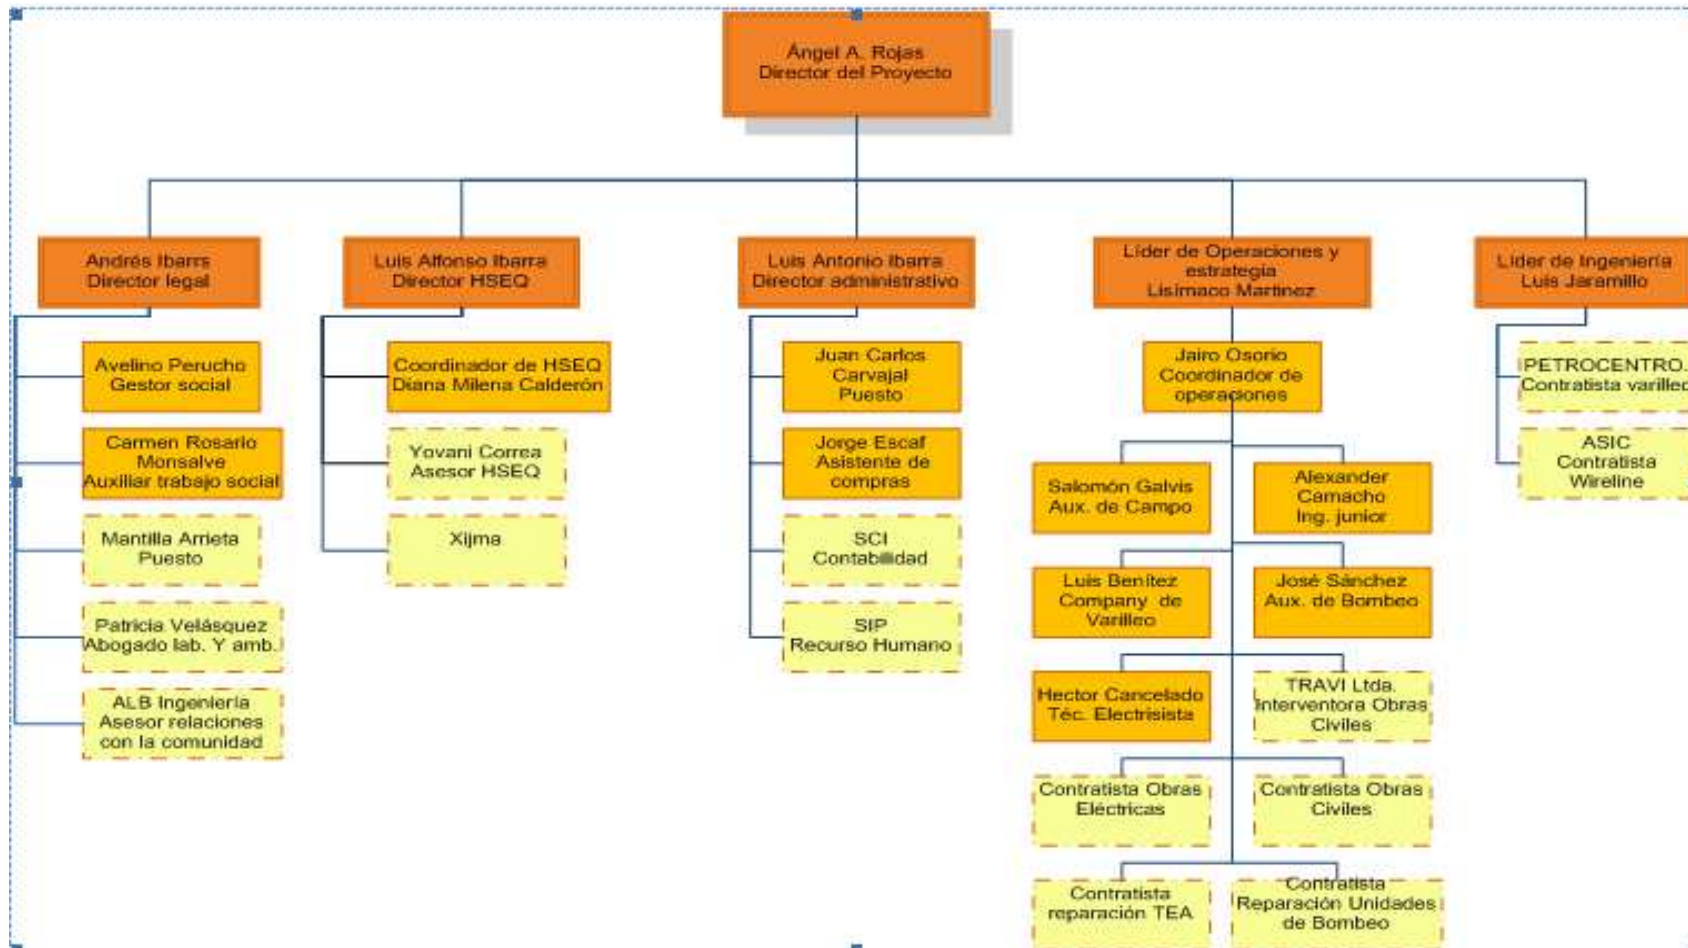 Ángel A. Rojas
Director del Proyecto
Andrés Ibarrs
Director legal
Luis Alfonso Ibarra
Director HSEQ
Luis Antonio Ibarra
Director administrativo
Líder de Operaciones y
estrategia
Lisímaco Martinez
Líder de Ingeniería
Luis Jaramillo
Avelino Perucho
Gestor social
Carmen Rosario
Monsalve
Auxiliar trabajo social
Mantilla Arrieta
Puesto
Patricia Velásquez
Abogado lab. Y amb.
ALB Ingeniería
Asesor relaciones
con la comunidad
Coordinador de HSEQ
Diana Milena Calderón
Yovani Correa
Asesor HSEQ
Xijma
Juan Carlos
Carvajal
Puesto
Jorge Escaf
Asistente de
compras
SCI
Contabilidad
SIP
Recurso Humano
Jairo Osorio
Coordinador de
operaciones
Salomón Galvis
Aux. de Campo
Alexander
Camacho
Ing. junior
Luis Benítez
Company de
Varilleo
José Sánchez
Aux. de Bombeo
Hector Cancelado
Téc. Electrisista
TRAVI Ltda.
Interventora Obras
Civiles
Contratista Obras
Eléctricas
Contratista Obras
Civiles
Contratista
reparación TEA
Contratista
Reparación Unidades
de Bombeo
PETROCENTRO.
Contratista varilleo
ASIC
Contratista
Wireline